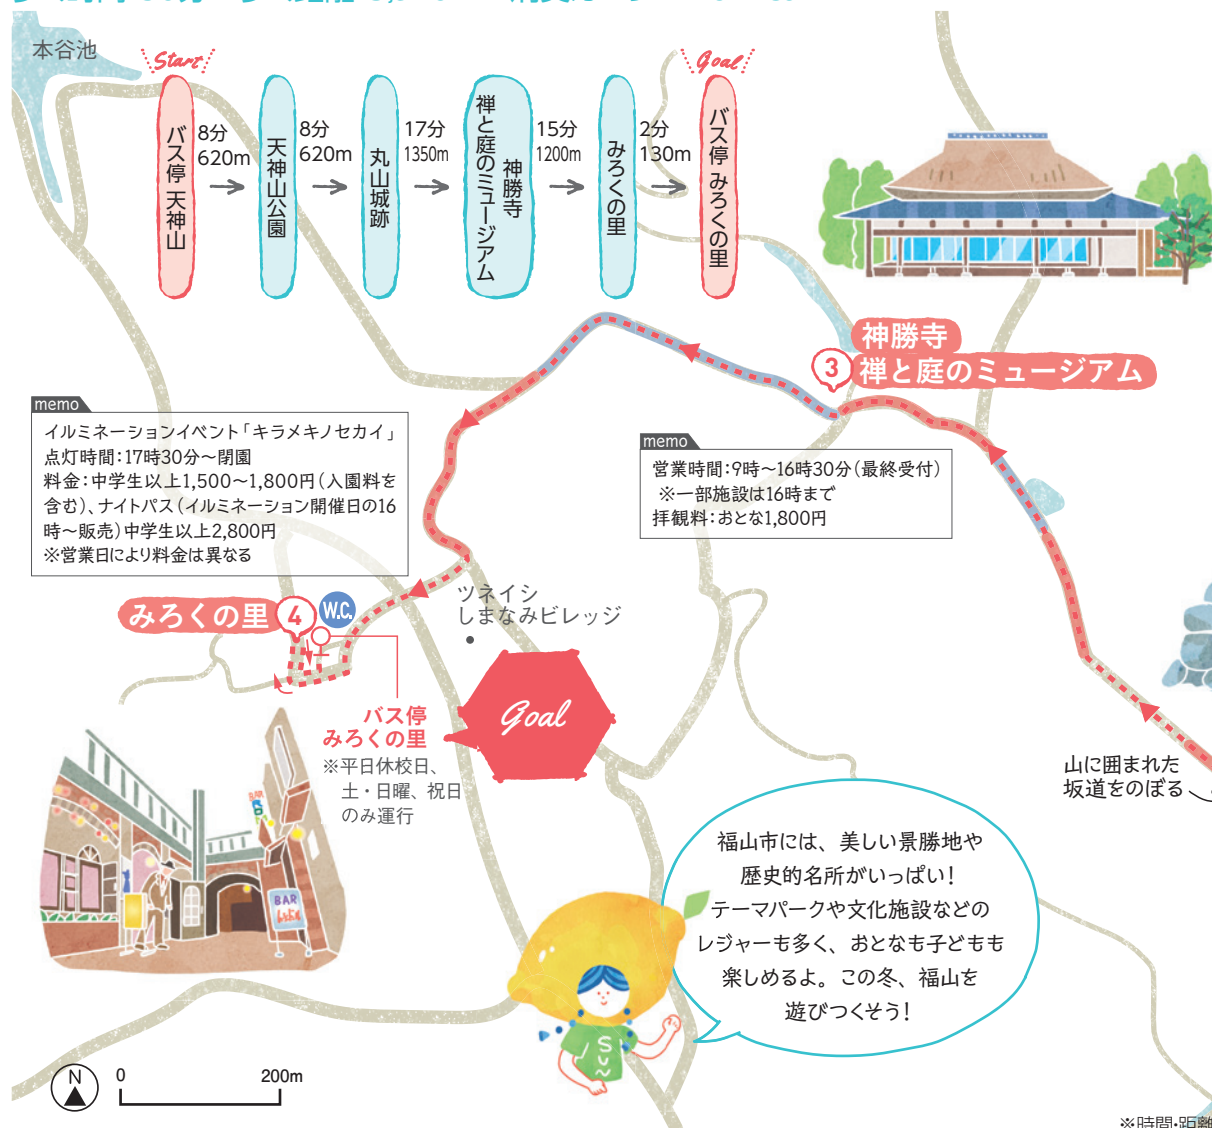 本谷池
Start
バス停 天神山
8分
620m
天神山公園
8分
620m
丸山城跡
17分
1350m
神勝寺
禅と庭のミュージアム
15分
1200m
みろくの里
2分
130m
Goal
バス停 みろくの里
神勝寺
3 禅と庭のミュージアム
memo
イルミネーションイベント「キラメキノセカイ」
点灯時間：17時30分～閉園
料金：中学生以上1,500～1,800円（入園料を
含む）、ナイトパス（イルミネーション開催日の16
時～販売）中学生以上2,800円
※営業日により料金は異なる
memo
営業時間：9時～16時30分（最終受付）
※一部施設は16時まで
拝観料：おとな1,800円
みろくの里 4 W.C.
ツネイシ
しまなみビレッジ
Goal
バス停
みろくの里
※平日休校日、
土・日曜、祝日
のみ運行
山に囲まれた
坂道をのぼる
BAR
BAR
福山市には、美しい景勝地や
歴史的名所がいっぱい！
テーマパークや文化施設などの
レジャーも多く、おとなも子どもも
楽しめるよ。この冬、福山を
遊びつくそう！
SUN
N
0 200m
※時間・距離